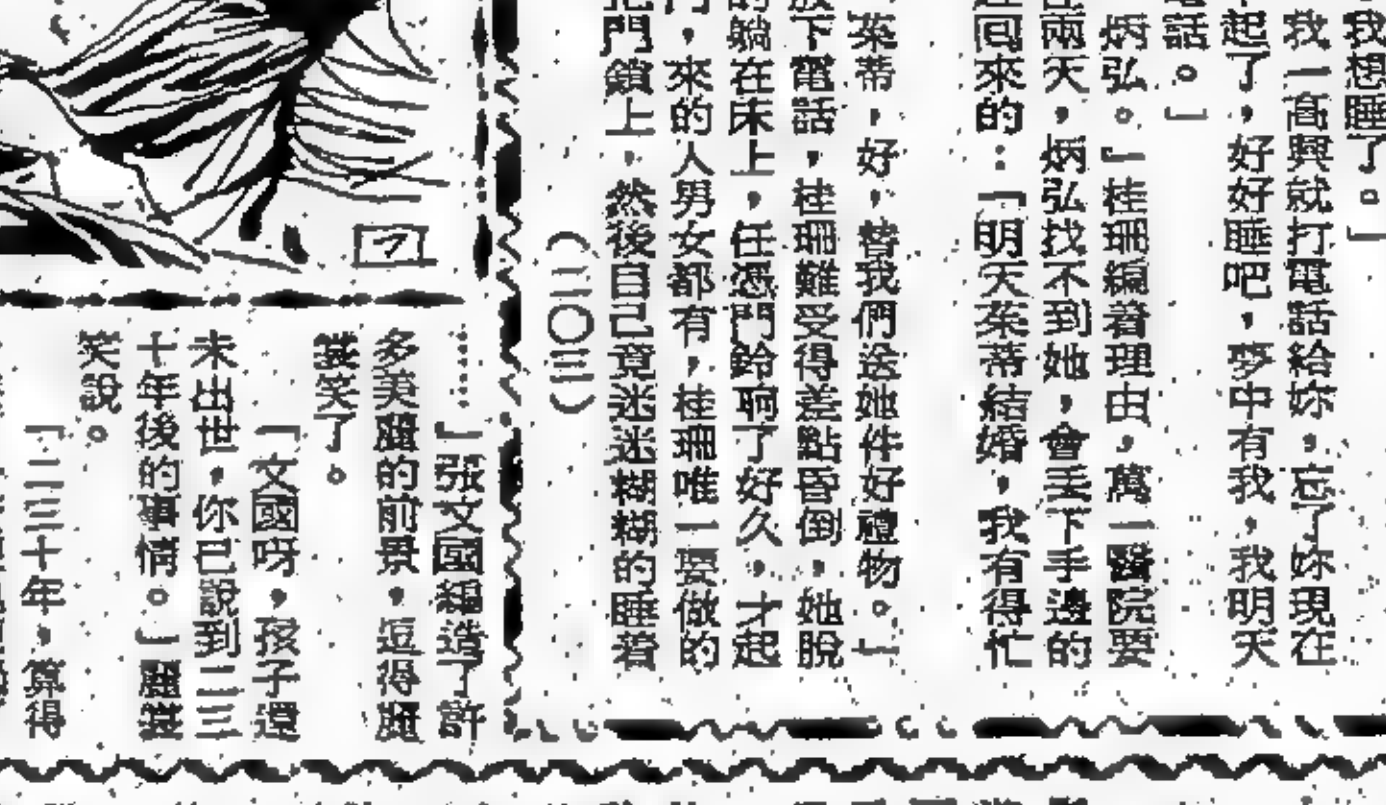 我想睡了。」
我一高興就打電話給妳，忘了妳現在
起了，好好睡吧，夢中有我，我明天
電話。」
炳弘。』桂珊編着理由，萬一醫院要
兩天，炳弘找不到她，會丢下手邊的
回來的：「明天茱蒂結婚，我有得忙
茱蒂，好，替我們送她件好禮物。」
放下電話，桂珊難受得差點昏倒，她脫
的躺在床上，任憑門鈴响了好久，才起
門，來的人男女都有，桂珊唯一要做的
把門鎖上，然後自己竟迷迷糊糊的睡着
（二〇三）
……』張文國編造了許
多美麗的前景，逗得麗
裳笑了。
「文國呀，孩子還
未出世，你已說到二三
十年後的事情。」麗裳
笑說。
「二三十年，算得